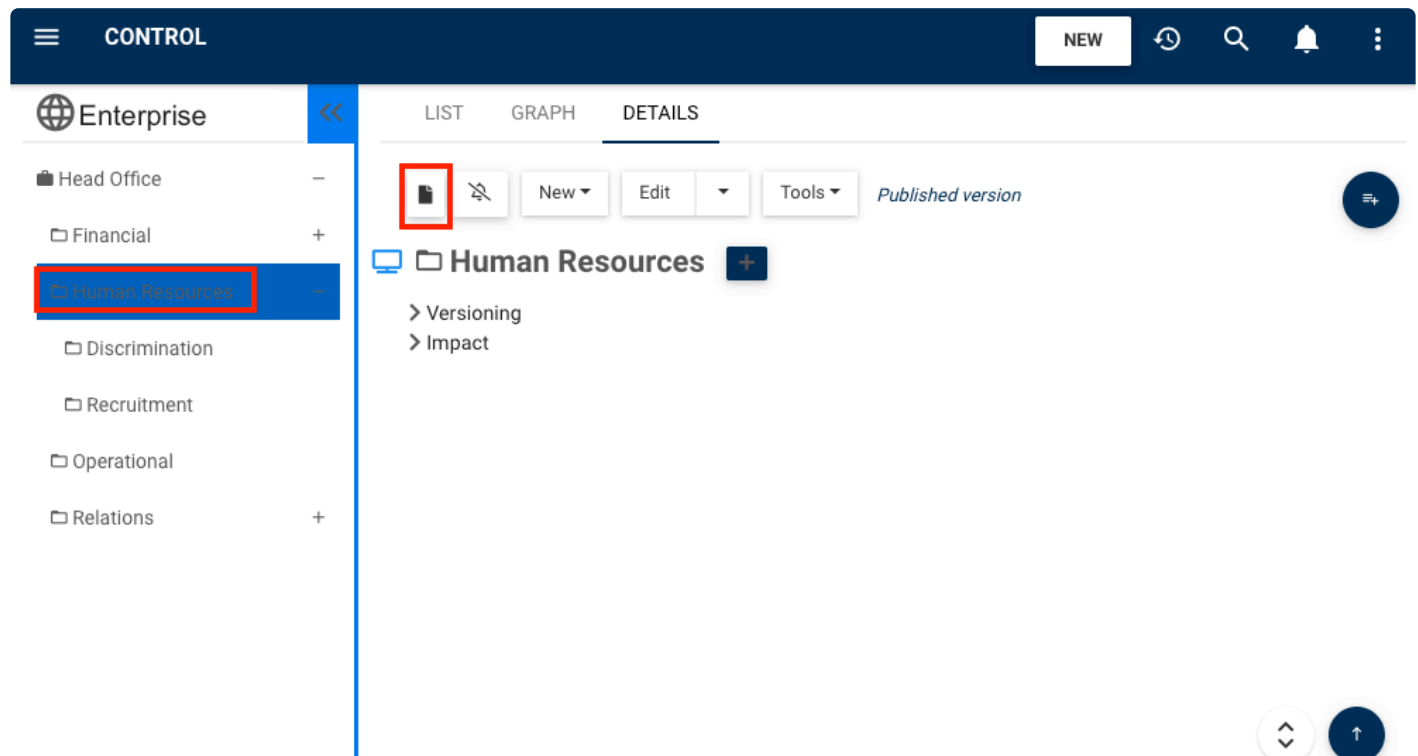 CONTROL
NEW
Enterprise
LIST GRAPH DETAILS
Head Office
Financial
Human Resources
Discrimination
Recruitment
Operational
Relations
New Edit Tools Published version
Human Resources
Versioning
Impact